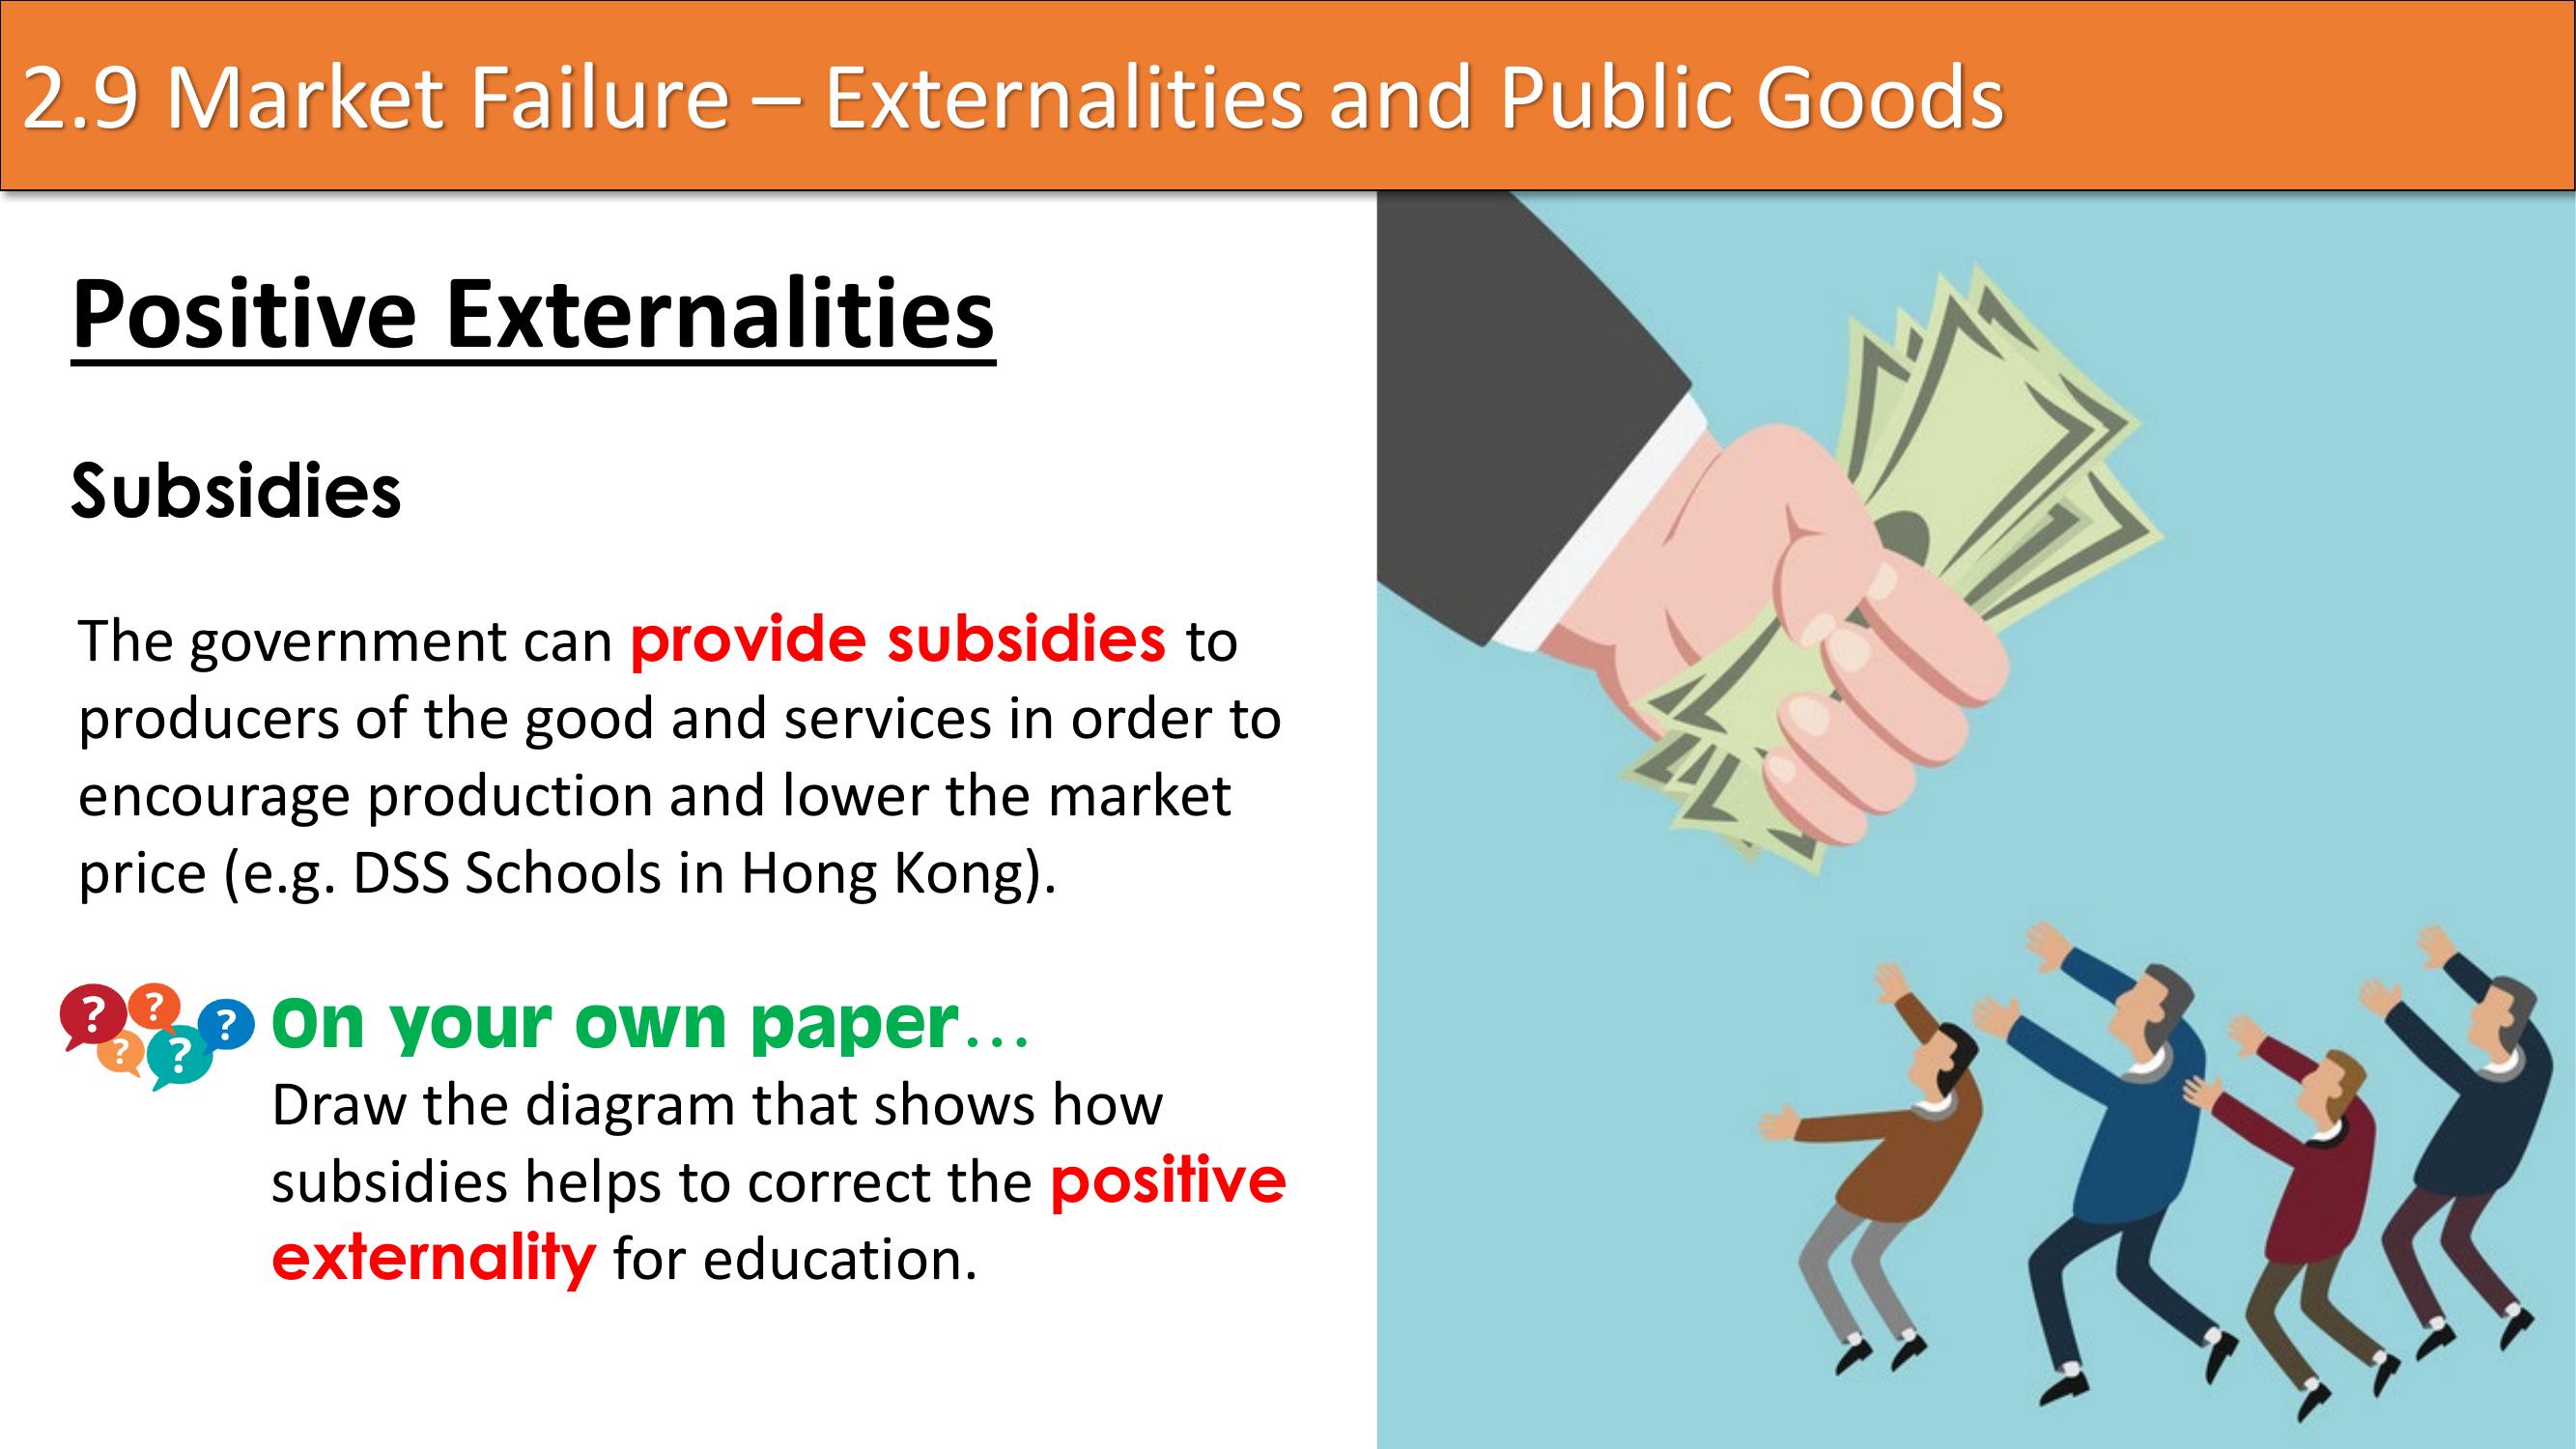 2.9 Market Failure – Externalities and Public Goods
Positive Externalities
Subsidies
The government can provide subsidies to
producers of the good and services in order to
encourage production and lower the market
price (e.g. DSS Schools in Hong Kong).
? ? ? ? ?
On your own paper…
Draw the diagram that shows how
subsidies helps to correct the positive
externality for education.